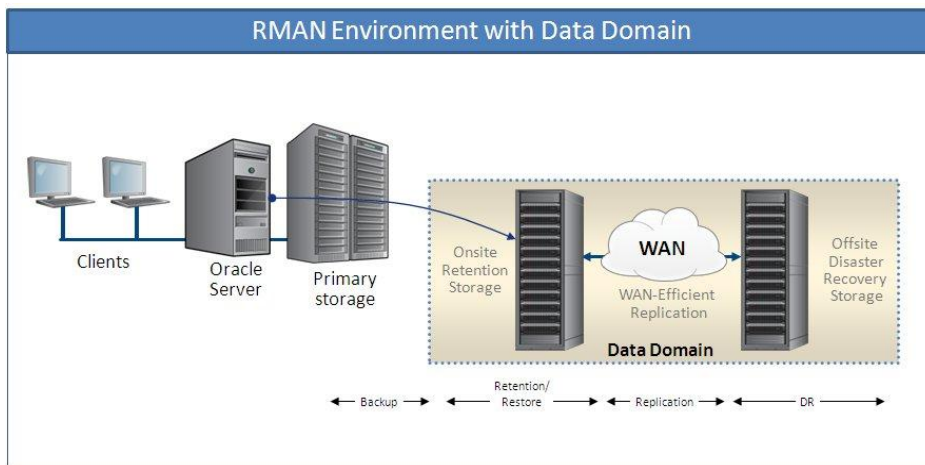 RMAN Environment with Data Domain
Clients
Oracle
Server
Primary
storage
Onsite
Retention
Storage
WAN
WAN-Efficient
Replication
Offsite
Disaster
Recovery
Storage
Data Domain
Backup
Retention/
Restore
Replication
DR